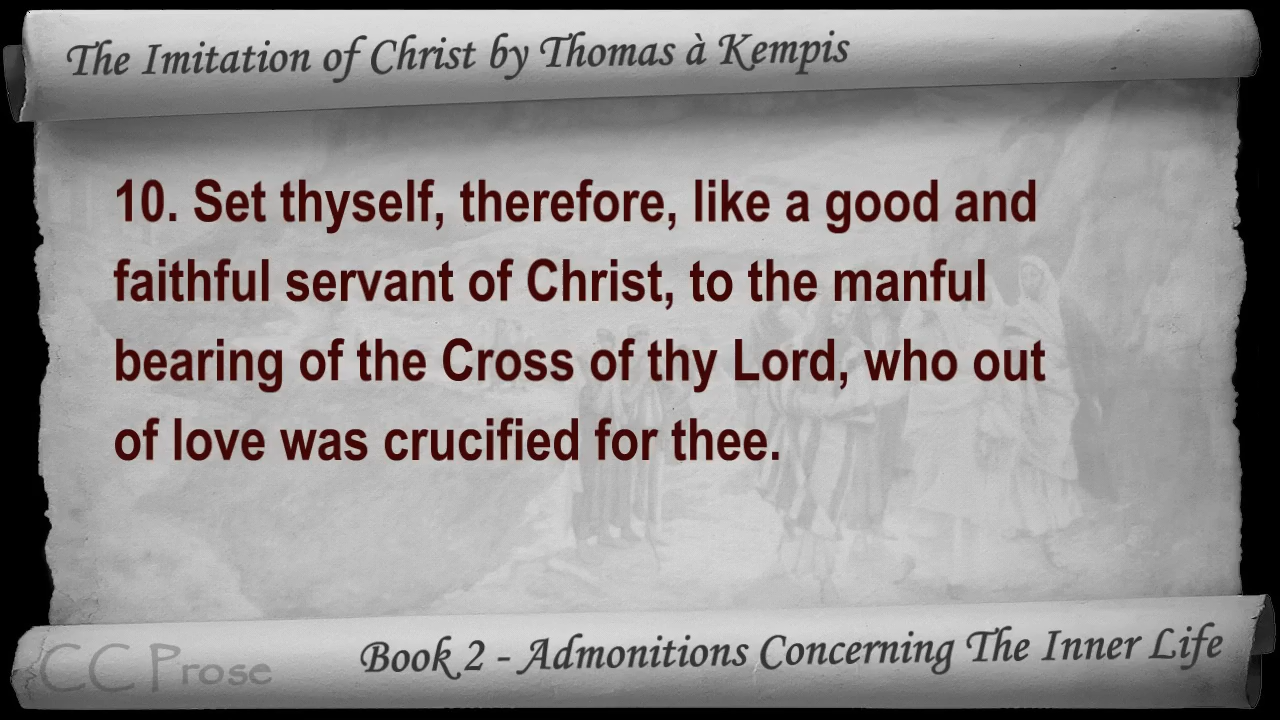 The Imitation of Christ by Thomas à Kempis
10. Set thyself, therefore, like a good and
faithful servant of Christ, to the manful
bearing of the Cross of thy Lord, who out
of love was crucified for thee.
CC Prose
Book 2 - Admonitions Concerning The Inner Life